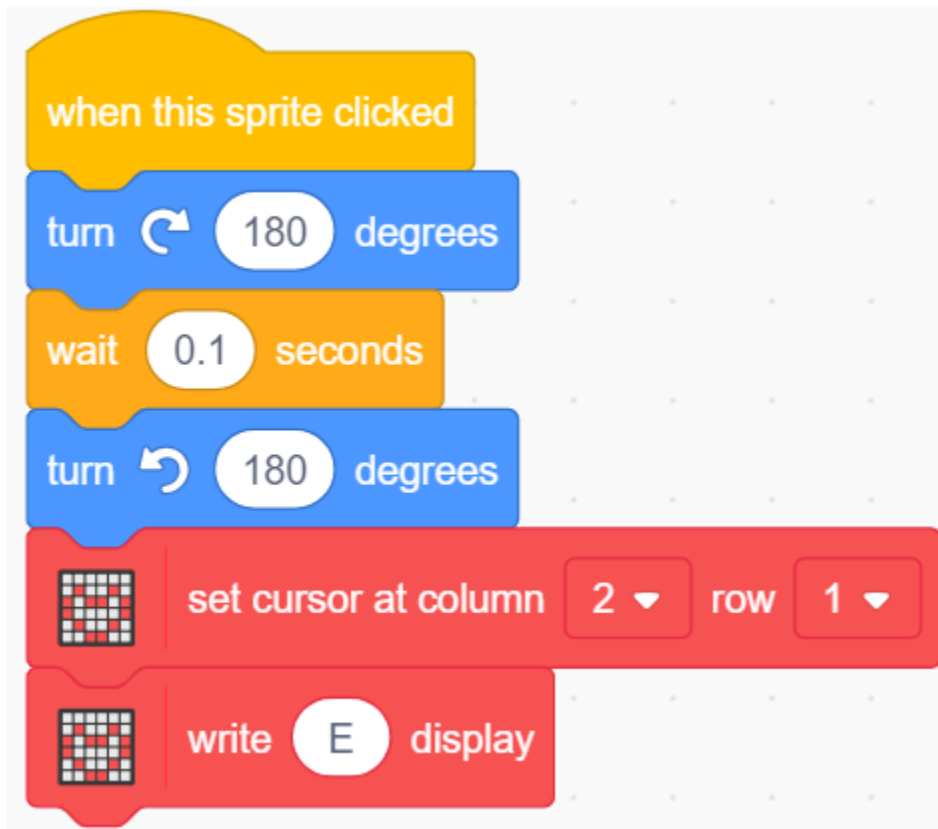 when this sprite clicked
turn 180 degrees
wait 0.1 seconds
turn 180 degrees
set cursor at column 2 row 1
write E display